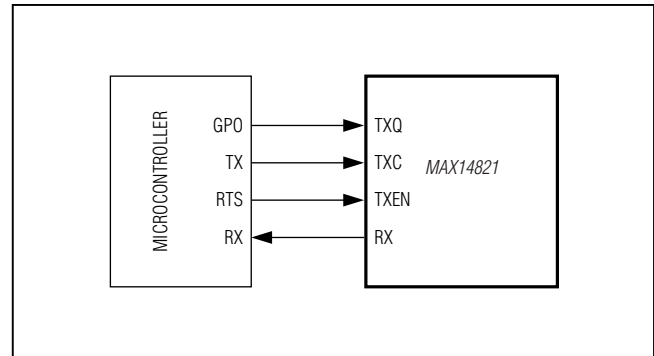 MICROCONTROLLER
GPO
TX
RTS
RX
TXQ
TXC
TXEN
RX
MAX14821